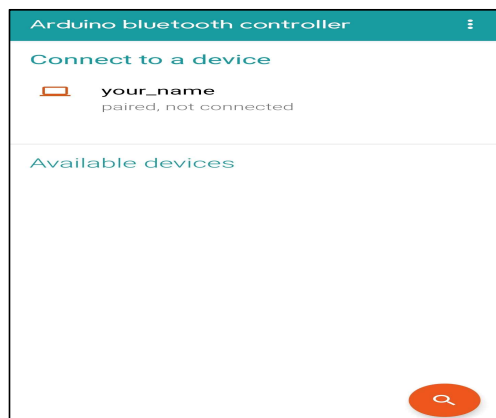 Arduino bluetooth controller
Connect to a device
your_name
paired, not connected
Available devices